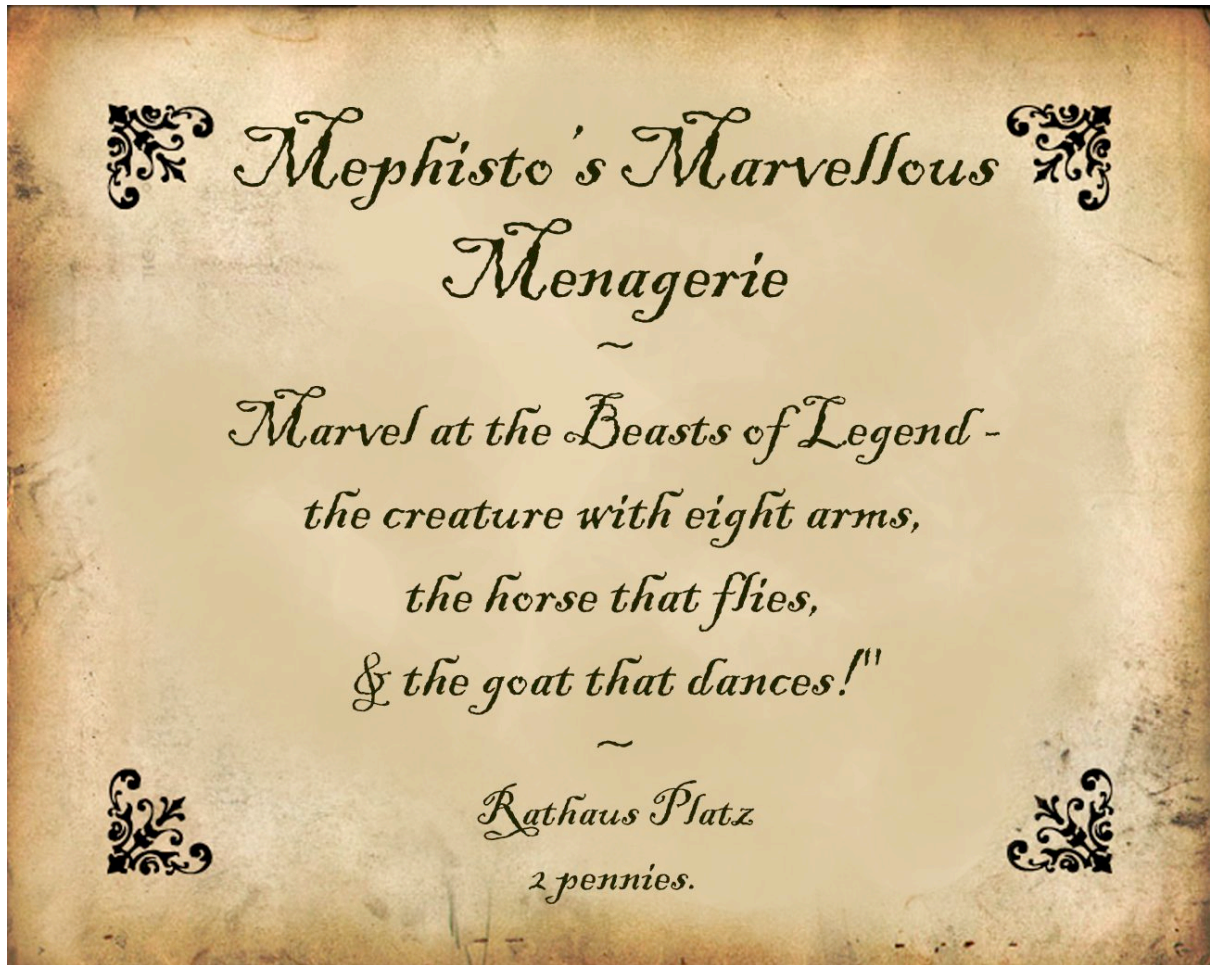 Mephisto's Marvellous
Menagerie
~
Marvel at the Beasts of Legend -
the creature with eight arms,
the horse that flies,
& the goat that dances!"
~
Rathaus Platz
2 pennies.